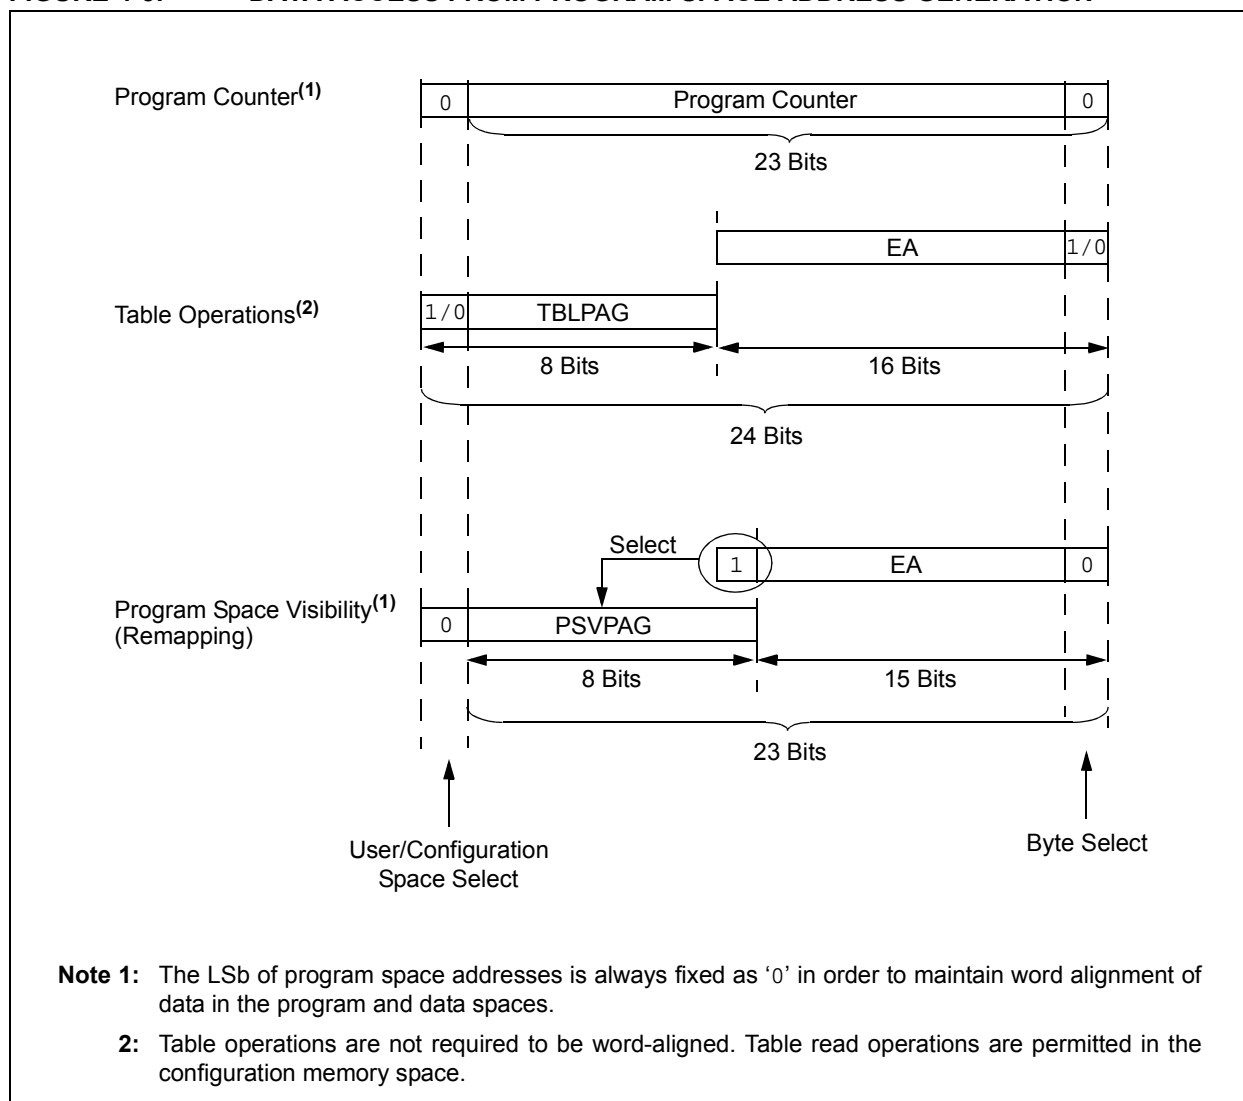 Program Counter(1)
0
Program Counter
0
23 Bits
EA
1/0
Table Operations(2)
1/0
TBLPAG
8 Bits
16 Bits
24 Bits
Select
1
EA
0
Program Space Visibility(1)
(Remapping)
0
PSVPAG
8 Bits
15 Bits
23 Bits
User/Configuration
Space Select
Byte Select
Note 1: The LSb of program space addresses is always fixed as ‘0’ in order to maintain word alignment of
data in the program and data spaces.
2: Table operations are not required to be word-aligned. Table read operations are permitted in the
configuration memory space.